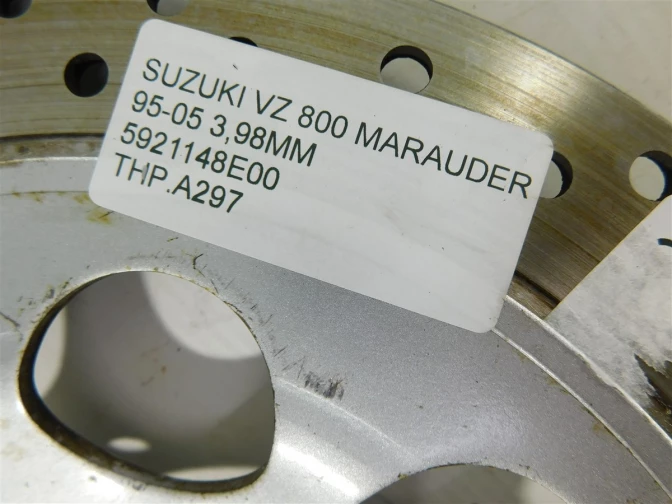 SUZUKI VZ 800 MARAUDER
95-05 3,98MM
5921148E00
THP.A297